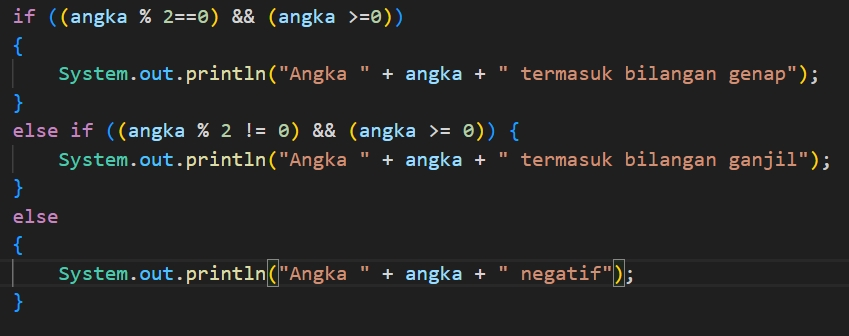 if ((angka % 2==0) && (angka >=0))
{
    System.out.println("Angka " + angka + " termasuk bilangan genap");
}
else if ((angka % 2 != 0) && (angka >= 0)) {
    System.out.println("Angka " + angka + " termasuk bilangan ganjil");
}
else
{
    System.out.println("Angka " + angka + " negatif");
}